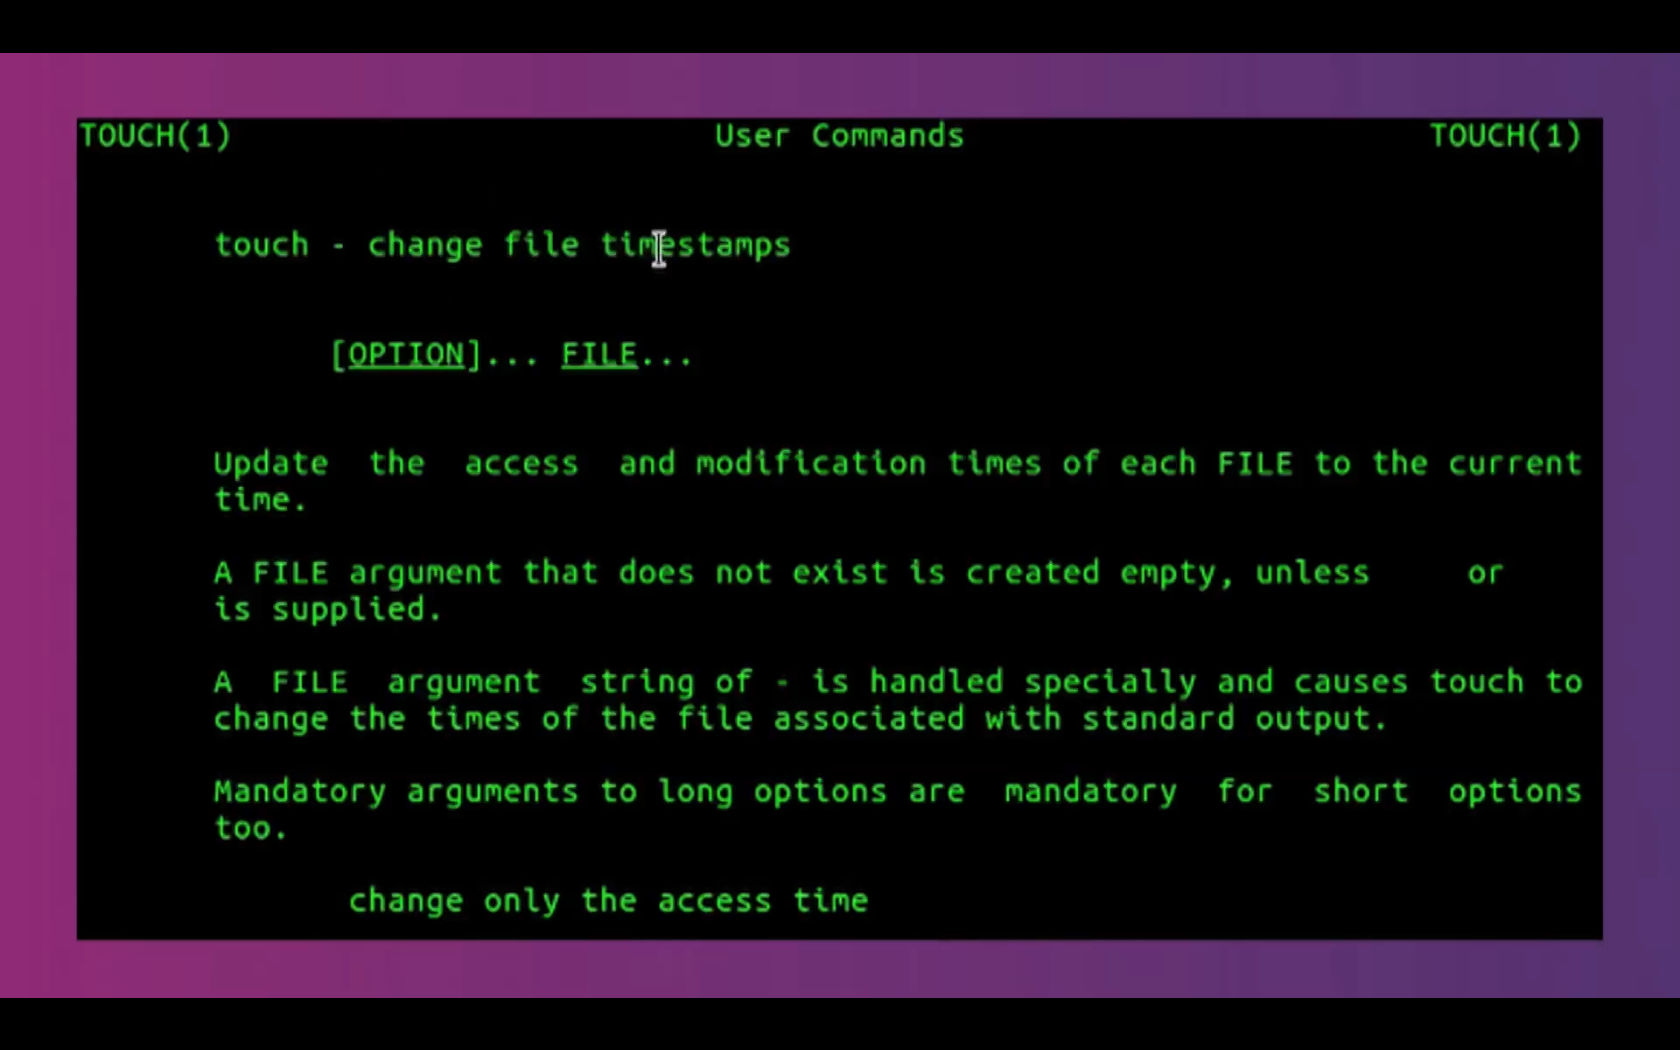 TOUCH(1) User Commands TOUCH(1)
touch - change file timestamps
[OPTION]... FILE...
Update the access and modification times of each FILE to the current
time.
A FILE argument that does not exist is created empty, unless or
is supplied.
A FILE argument string of - is handled specially and causes touch to
change the times of the file associated with standard output.
Mandatory arguments to long options are mandatory for short options
too.
change only the access time